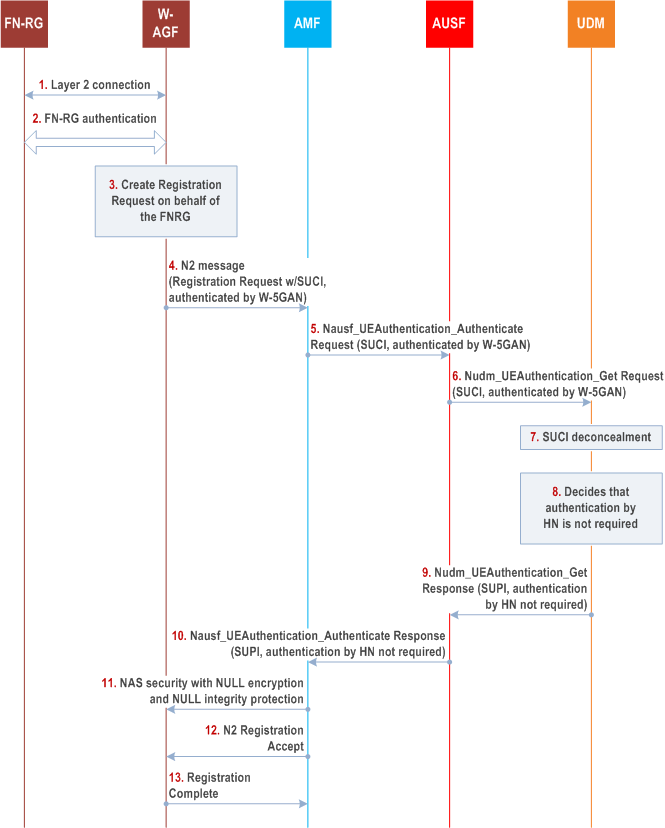 FN-RG
W-
AGF
AMF
AUSF
UDM
1. Layer 2 connection
2. FN-RG authentication
3. Create Registration
Request on behalf of
the FNRG
4. N2 message
(Registration Request w/SUCI,
authenticated by W-5GAN)
5. Nausf_UEAuthentication_Authenticate
Request (SUCI, authenticated by W-5GAN)
6. Nudm_UEAuthentication_Get Request
(SUCI, authenticated by W-5GAN)
7. SUCI deconcealment
8. Decides that
authentication by
HN is not required
9. Nudm_UEAuthentication_Get
Response (SUPI, authentication
by HN not required)
10. Nausf_UEAuthentication_Authenticate Response
(SUPI, authentication by HN not required)
11. NAS security with NULL encryption
and NULL integrity protection
12. N2 Registration
Accept
13. Registration
Complete